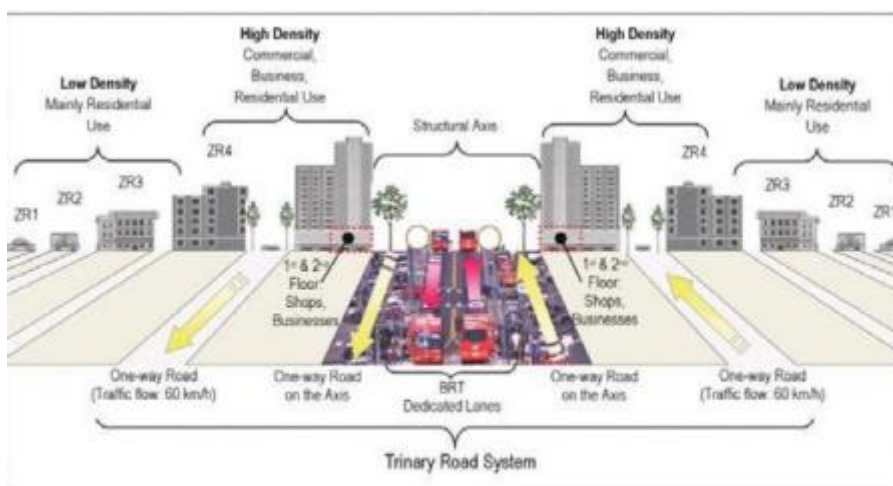 High Density
Commercial,
Business,
Residential Use
High Density
Commercial,
Business,
Residential Use
Low Density
Mainly Residential
Use
Low Density
Mainly Residential
Use
Structural Axis
ZR4
ZR4
ZR3
ZR3
ZR2
ZR2
ZR1
ZR1
1st & 2nd
Floor:
Shops,
Businesses
1st & 2nd
Floor:
Shops,
Businesses
One-way Road
(Traffic flow: 60 km/h)
One-way Road
on the Axis
BRT
Dedicated Lanes
One-way Road
on the Axis
One-way Road
(Traffic flow: 60 km/h)
Trinary Road System